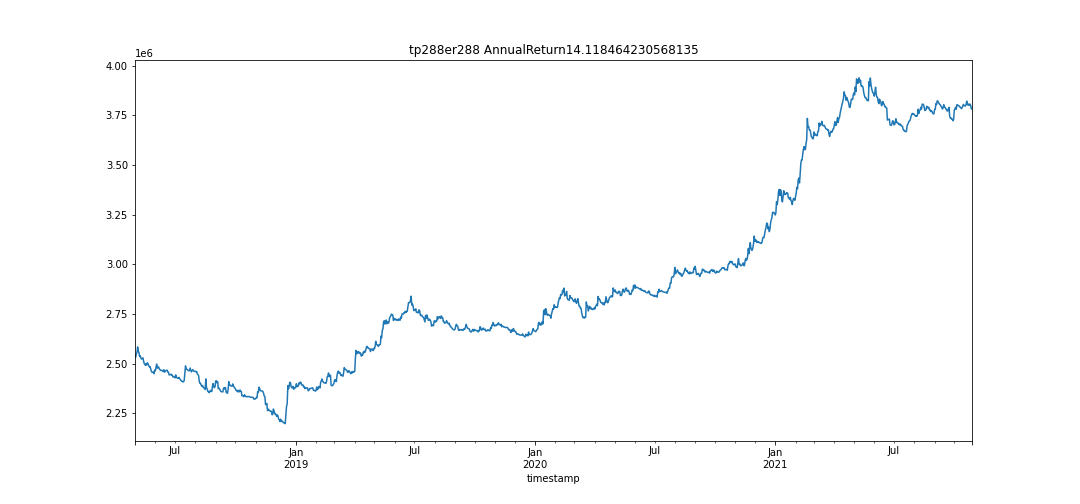 tp288er288 AnnualReturn14.118464230568135
1e6
4.00
3.75
3.50
3.25
3.00
2.75
2.50
2.25
Jul
Jan
2019
Jul
Jan
2020
Jul
Jan
2021
Jul
timestamp